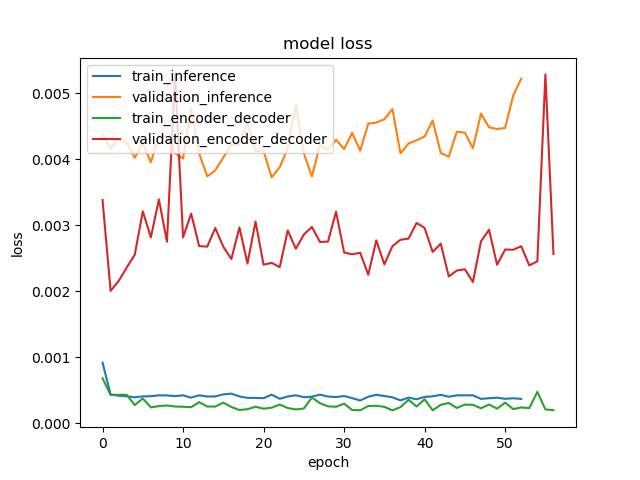 model loss
train_inference
validation_inference
train_encoder_decoder
validation_encoder_decoder
0.005
0.004
0.003
0.002
0.001
0.000
loss
0 10 20 30 40 50
epoch